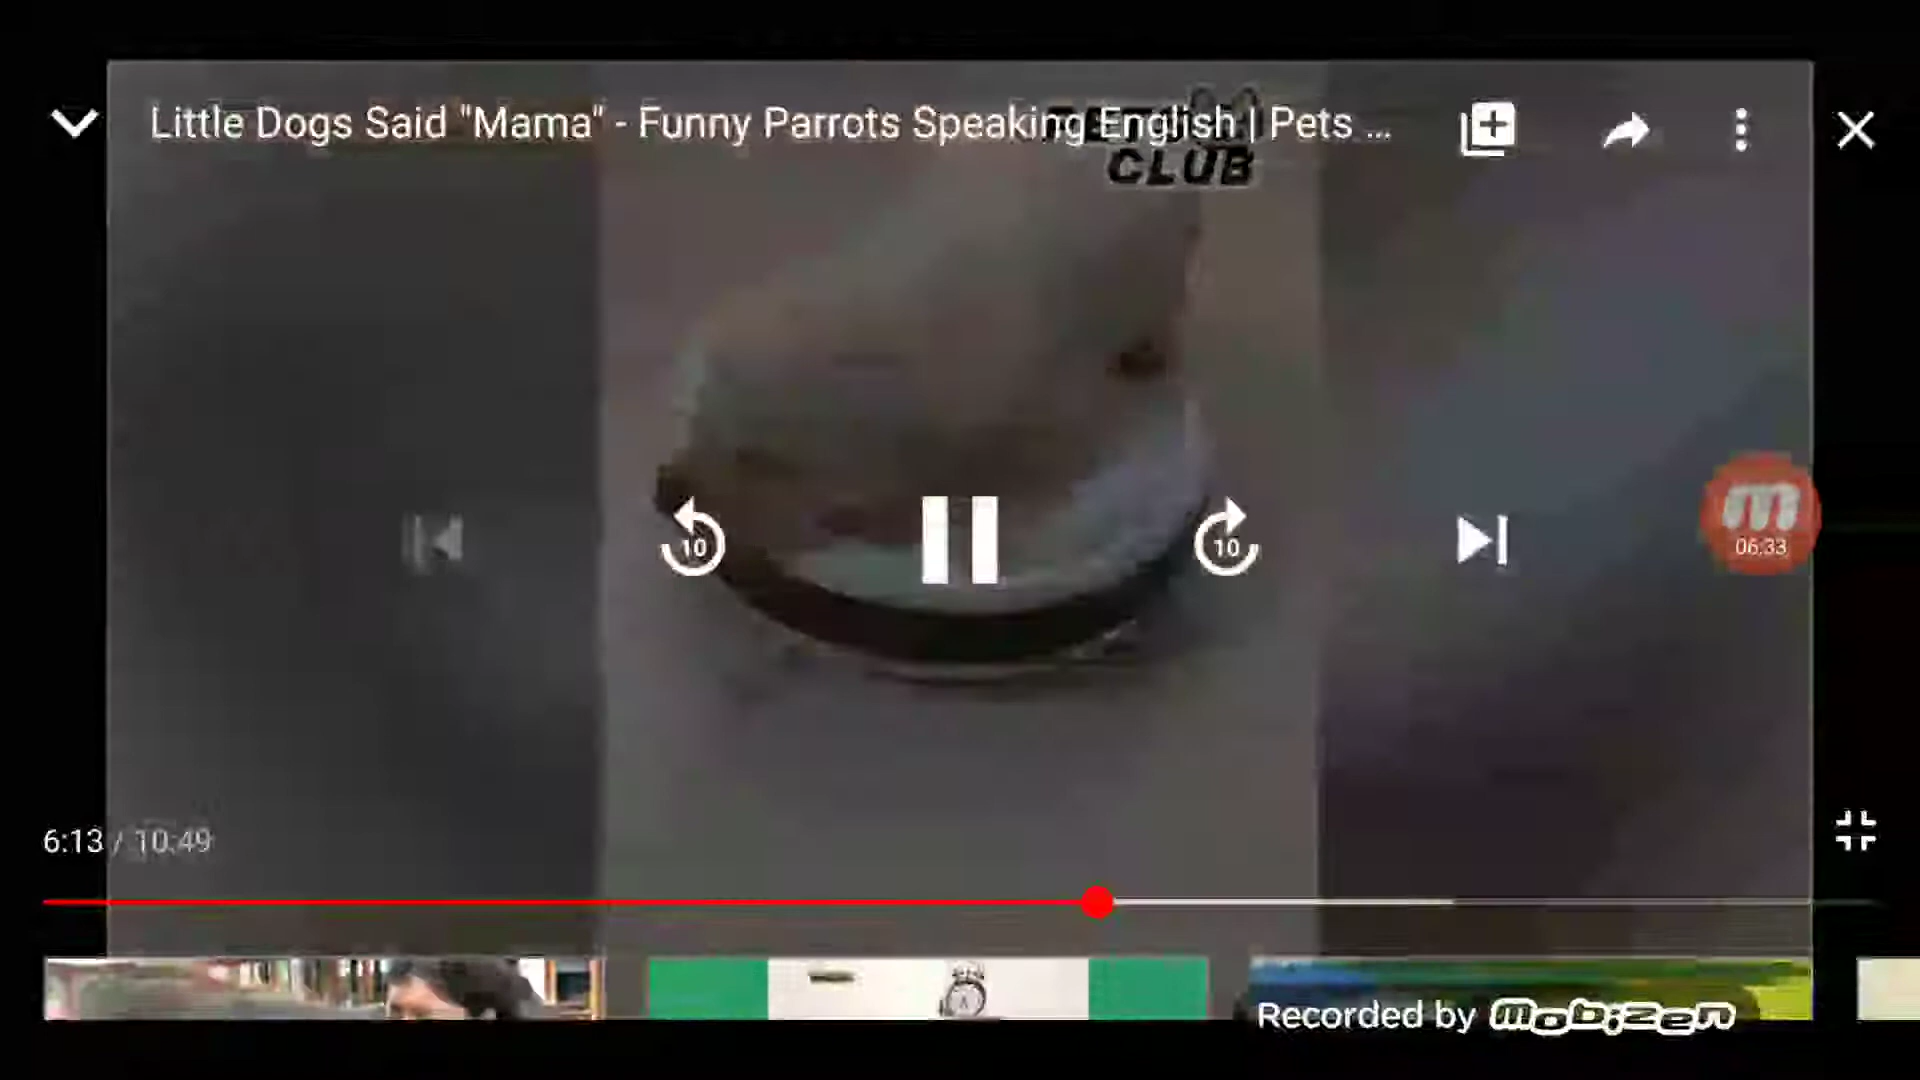 Little Dogs Said "Mama" - Funny Parrots Speaking English | Pets ...
CLUB
10
10
06:33
6:13 / 10:49
Recorded by mobizen